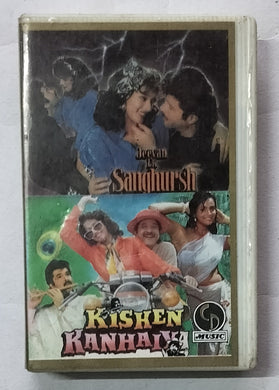 Jeevan Ek
Sanghursh
KISHEN
KANHAIYA
MUSIC